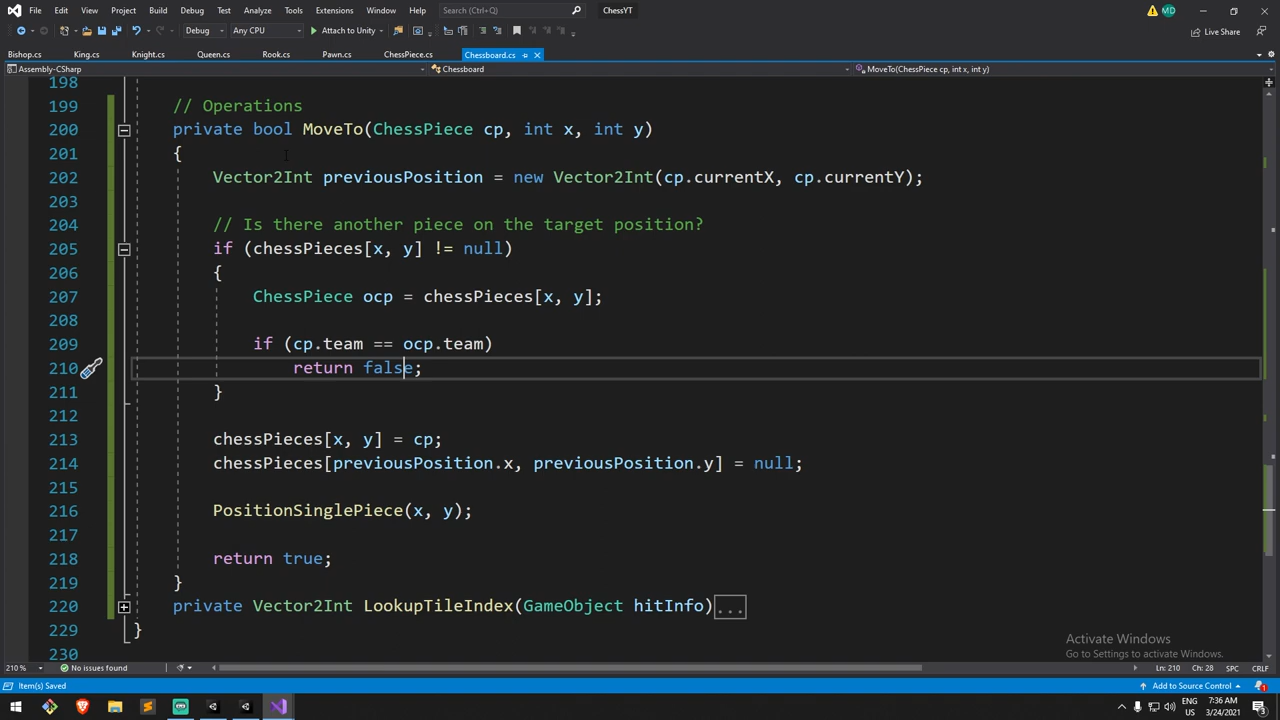 File Edit View Project Build Debug Test Analyze Tools Extensions Window Help Search (Ctrl+Q) ChessYT MD
Debug Any CPU Attach to Unity Live Share
Bishop.cs King.cs Knight.cs Queen.cs Rook.cs Pawn.cs ChessPiece.cs Chessboard.cs
Assembly-CSharp Chessboard MoveTo(ChessPiece cp, int x, int y)
198
199 // Operations
200 private bool MoveTo(ChessPiece cp, int x, int y)
201 {
202 Vector2Int previousPosition = new Vector2Int(cp.currentX, cp.currentY);
203
204 // Is there another piece on the target position?
205 if (chessPieces[x, y] != null)
206 {
207 ChessPiece ocp = chessPieces[x, y];
208
209 if (cp.team == ocp.team)
210 return false;
211 }
212
213 chessPieces[x, y] = cp;
214 chessPieces[previousPosition.x, previousPosition.y] = null;
215
216 PositionSinglePiece(x, y);
217
218 return true;
219 }
220 private Vector2Int LookupTileIndex(GameObject hitInfo)...
229 }
230
Activate Windows
Go to Settings to activate Windows.
210 % No issues found Ln: 210 Ch: 28 SPC CRLF
Item(s) Saved Add to Source Control 1
ENG 7:36 AM
US 3/24/2021 3